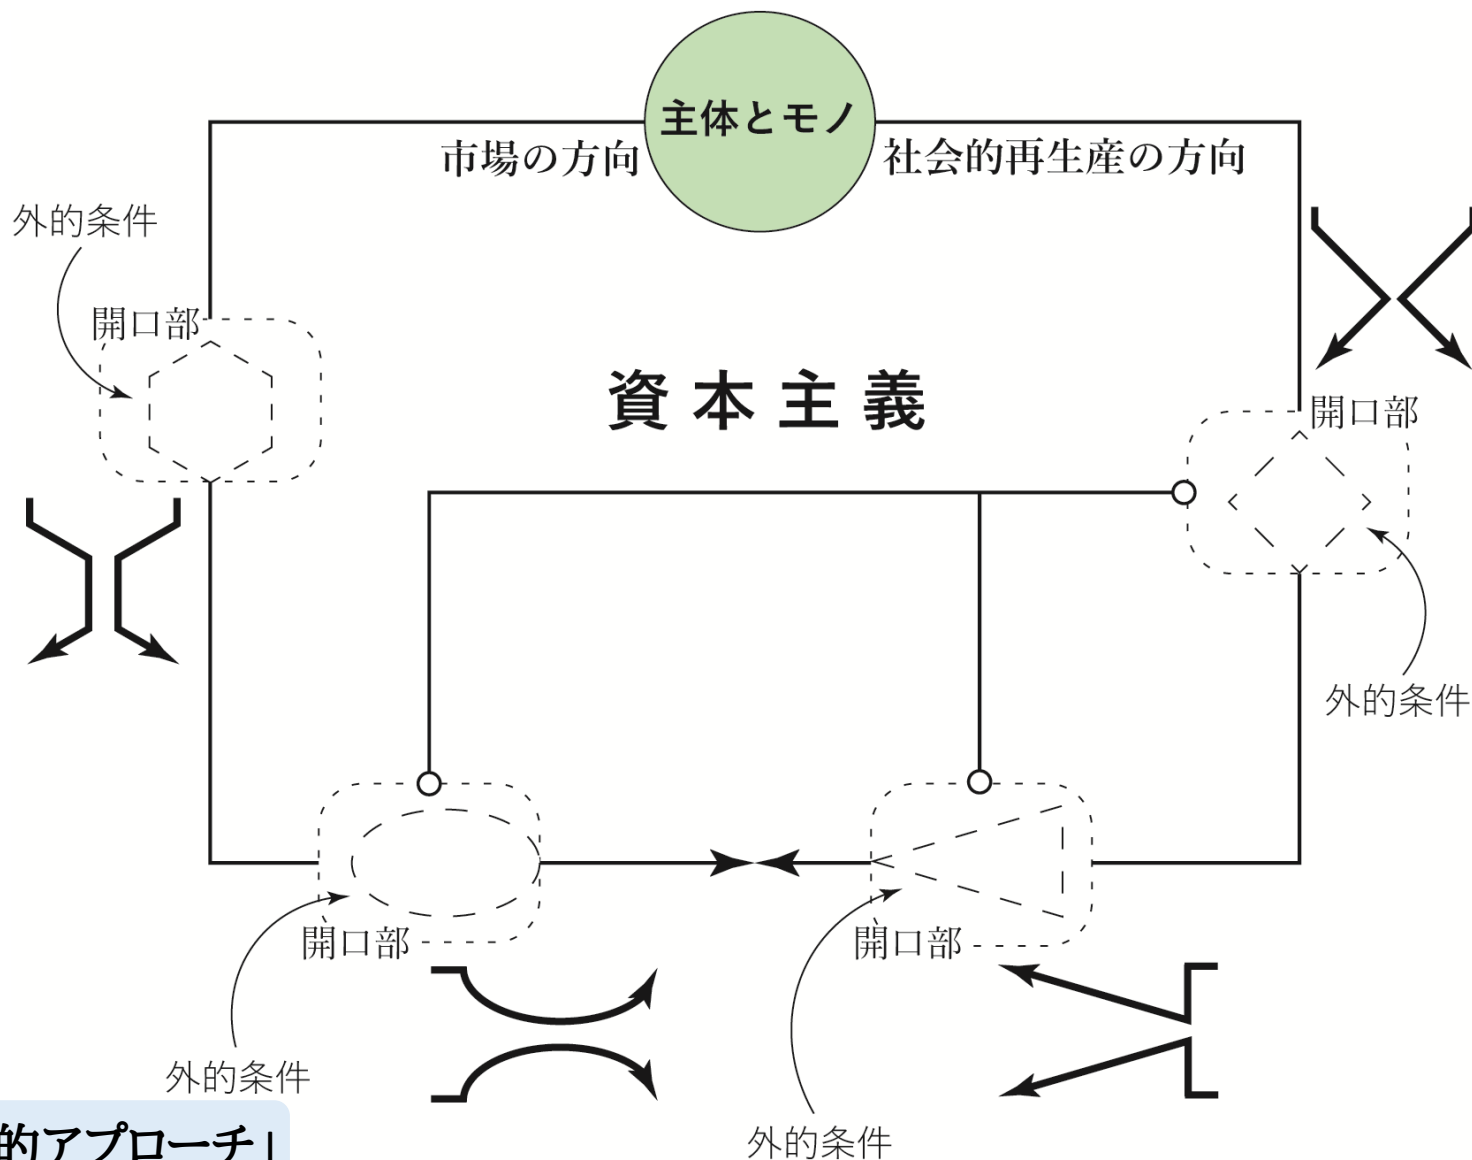 主体とモノ
市場の方向
社会的再生産の方向
外的条件
開口部
資本主義
開口部
外的条件
開口部
開口部
外的条件
外的条件
的アプローチ」